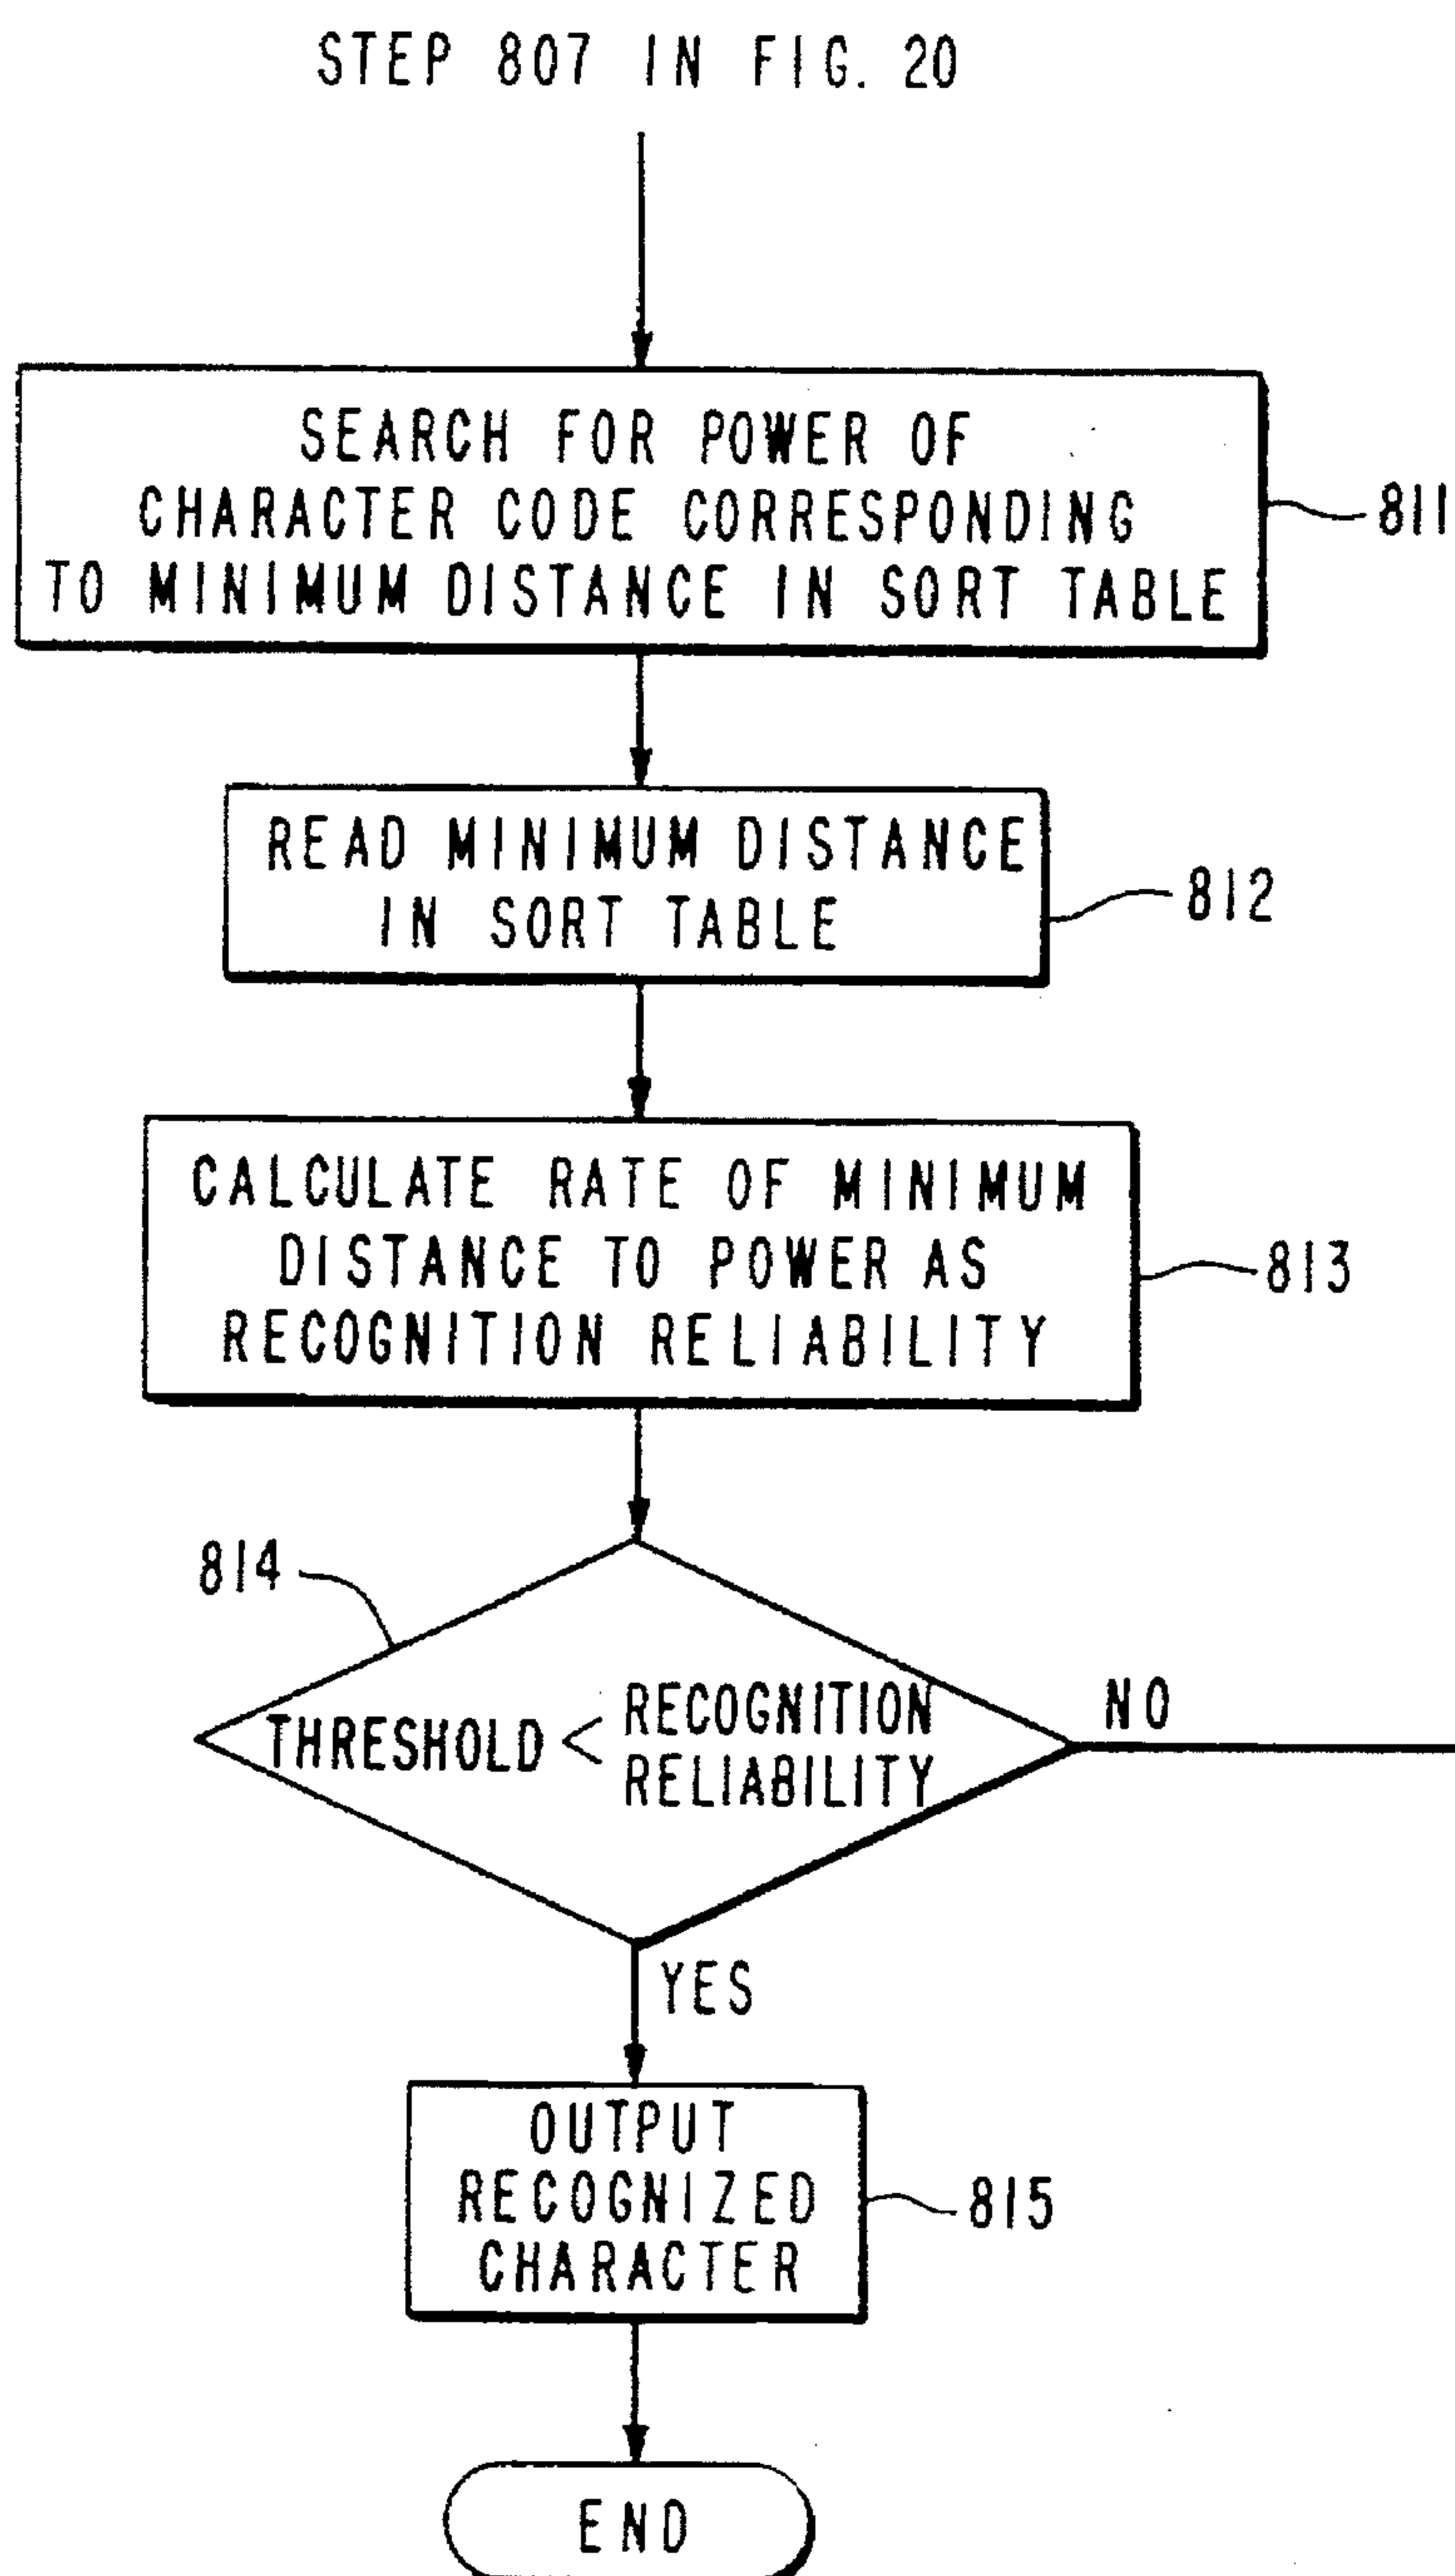 STEP 807 IN FIG. 20
SEARCH FOR POWER OF
CHARACTER CODE CORRESPONDING
TO MINIMUM DISTANCE IN SORT TABLE
811
READ MINIMUM DISTANCE
IN SORT TABLE
812
CALCULATE RATE OF MINIMUM
DISTANCE TO POWER AS
RECOGNITION RELIABILITY
813
814
THRESHOLD < RECOGNITION
RELIABILITY
NO
YES
OUTPUT
RECOGNIZED
CHARACTER
815
END